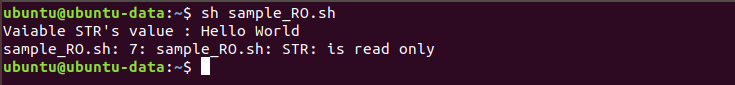 ubuntu@ubuntu-data:~$ sh sample_RO.sh
Vaiable STR's value : Hello World
sample_RO.sh: 7: sample_RO.sh: STR: is read only
ubuntu@ubuntu-data:~$